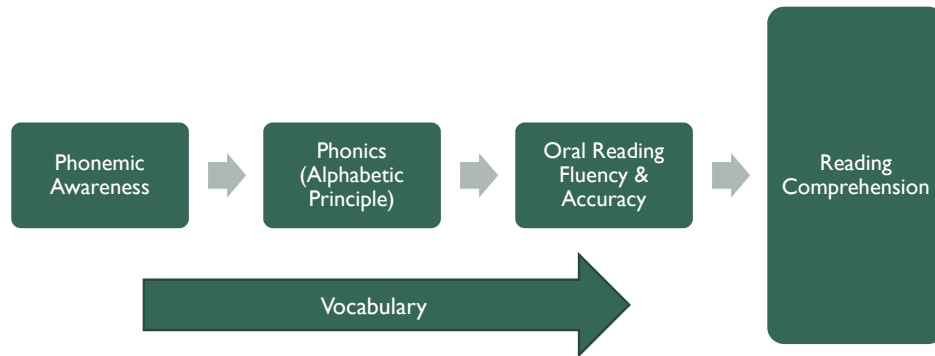 Phonemic
Awareness
Phonics
(Alphabetic
Principle)
Oral Reading
Fluency &
Accuracy
Reading
Comprehension
Vocabulary